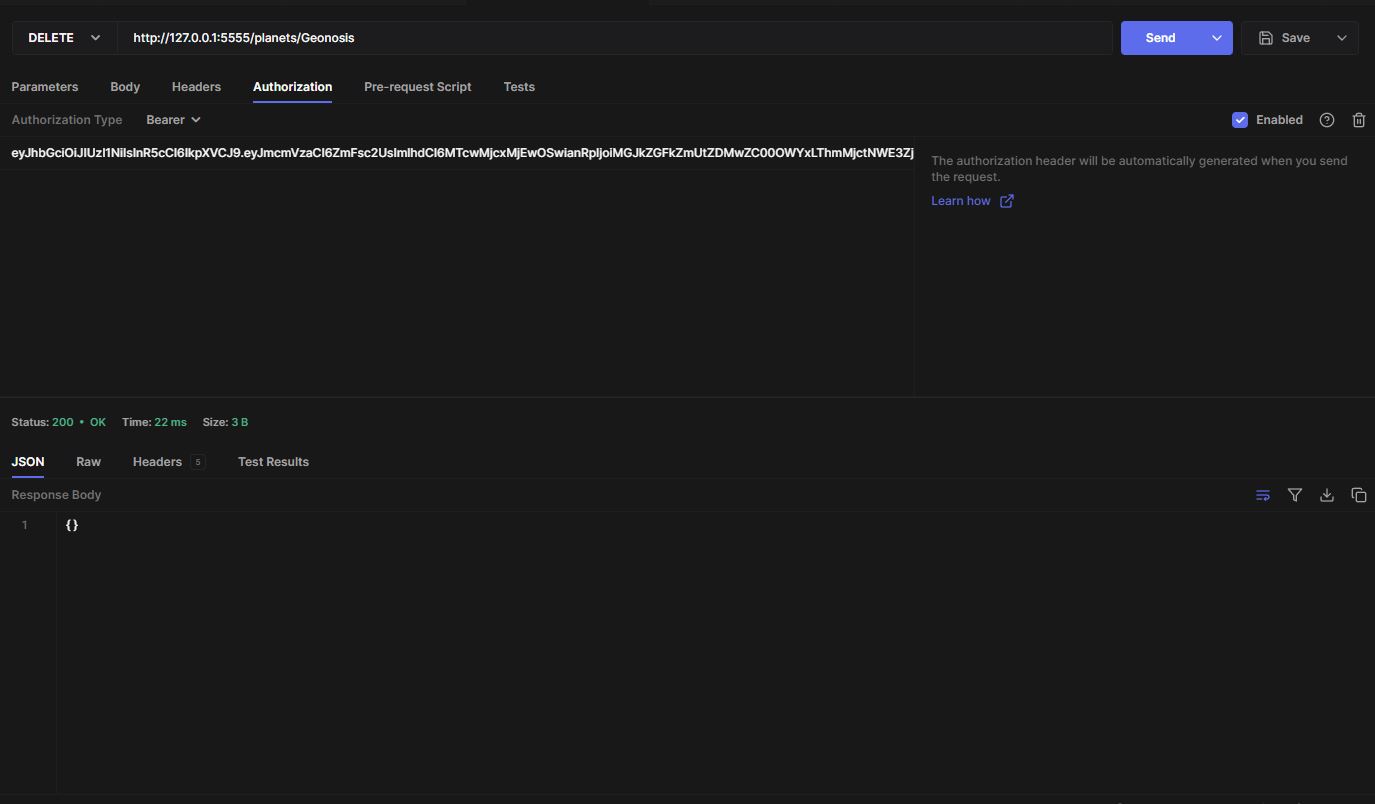 DELETE http://127.0.0.1:5555/planets/Geonosis Send Save
Parameters Body Headers Authorization Pre-request Script Tests
Authorization Type Bearer Enabled
eyJhbGciOiJIUzI1NiIsInR5cCI6IkpXVCJ9.eyJmcmVzaCI6ZmFsc2UsImlhdCI6MTcwMjcxMjEwOSwianRpIjoiMGJkZGFkZmUtZDMwZC00OWYxLThmMjctNWE3Zj
The authorization header will be automatically generated when you send
the request.
Learn how
Status: 200 • OK Time: 22 ms Size: 3 B
JSON Raw Headers 5 Test Results
Response Body
1 {}